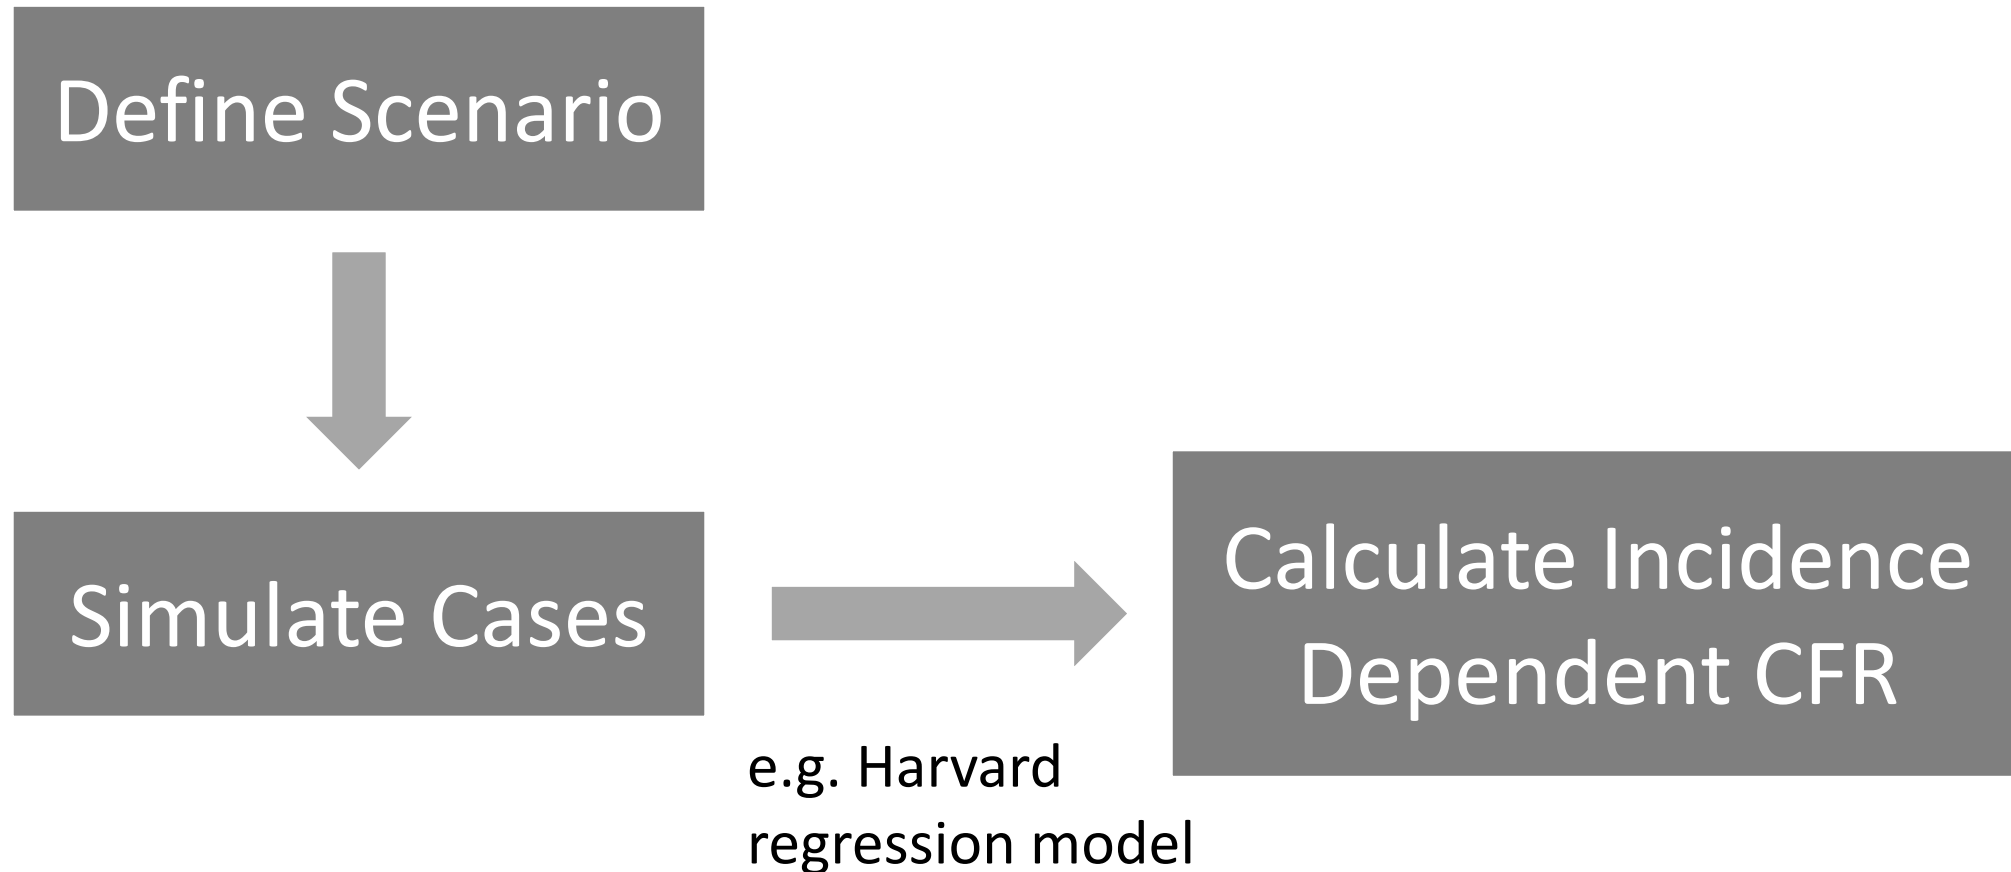 Define Scenario
Simulate Cases
Calculate Incidence
Dependent CFR
e.g. Harvard
regression model